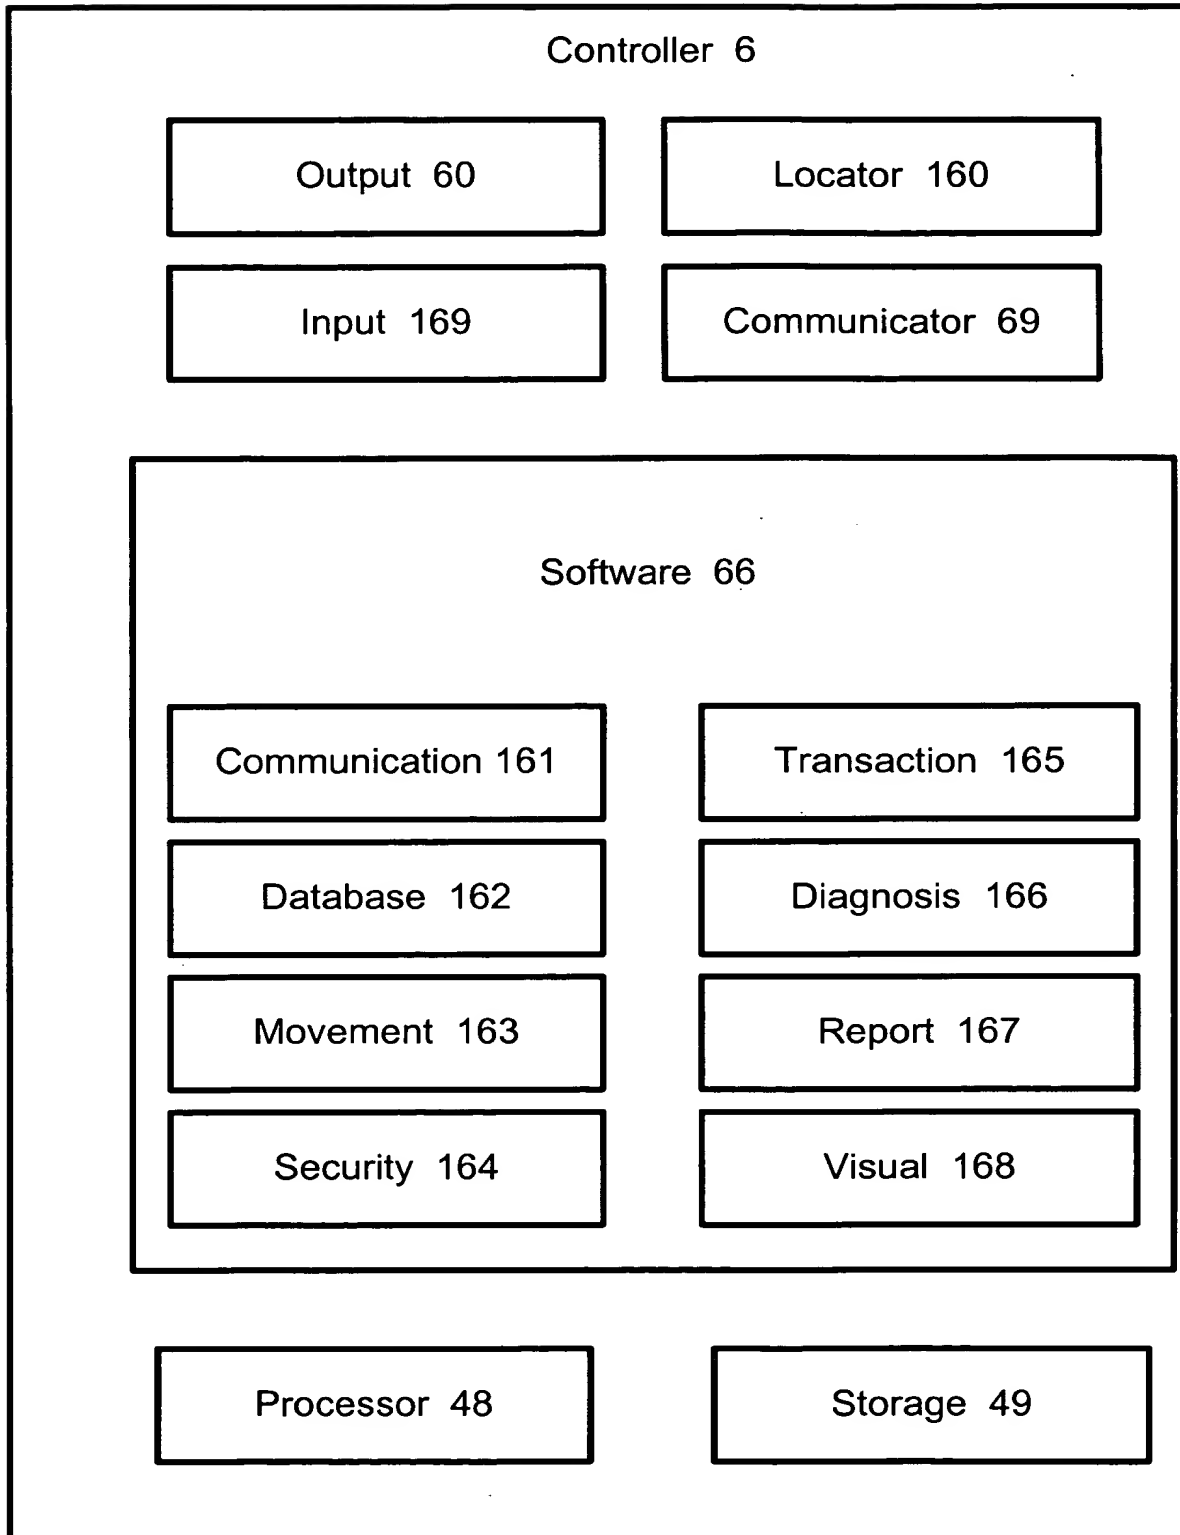 Controller 6
Output 60
Locator 160
Input 169
Communicator 69
Software 66
Communication 161
Transaction 165
Database 162
Diagnosis 166
Movement 163
Report 167
Security 164
Visual 168
Processor 48
Storage 49